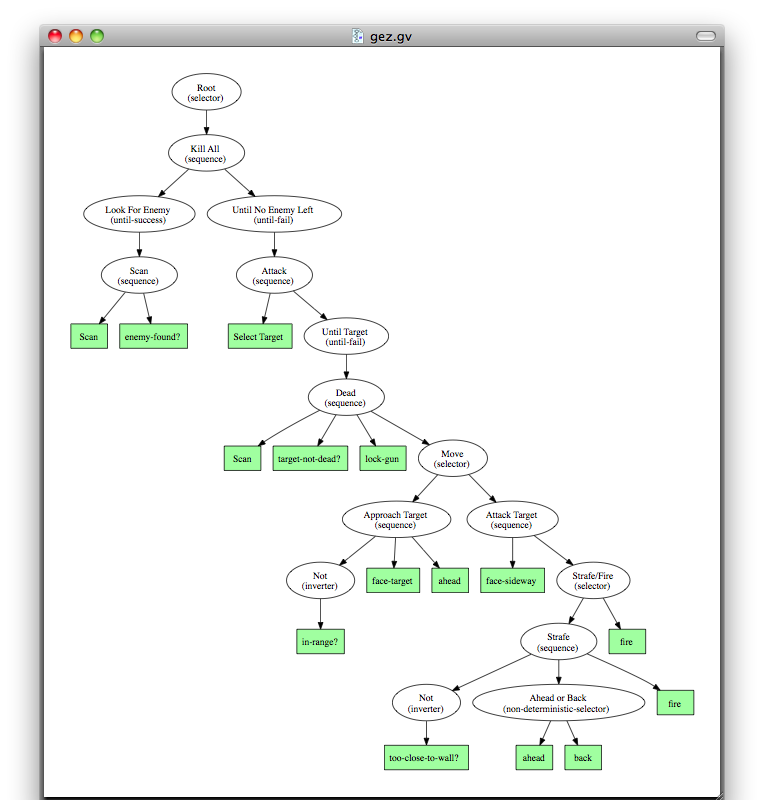 gez.gv
Root
(selector)
Kill All
(sequence)
Look For Enemy
(until-success)
Until No Enemy Left
(until-fail)
Scan
(sequence)
Attack
(sequence)
Scan
enemy-found?
Select Target
Until Target
(until-fail)
Dead
(sequence)
Scan
target-not-dead?
lock-gun
Move
(selector)
Approach Target
(sequence)
Attack Target
(sequence)
Not
(inverter)
face-target
ahead
face-sideway
Strafe/Fire
(selector)
in-range?
Strafe
(sequence)
fire
Not
(inverter)
Ahead or Back
(non-deterministic-selector)
fire
too-close-to-wall?
ahead
back